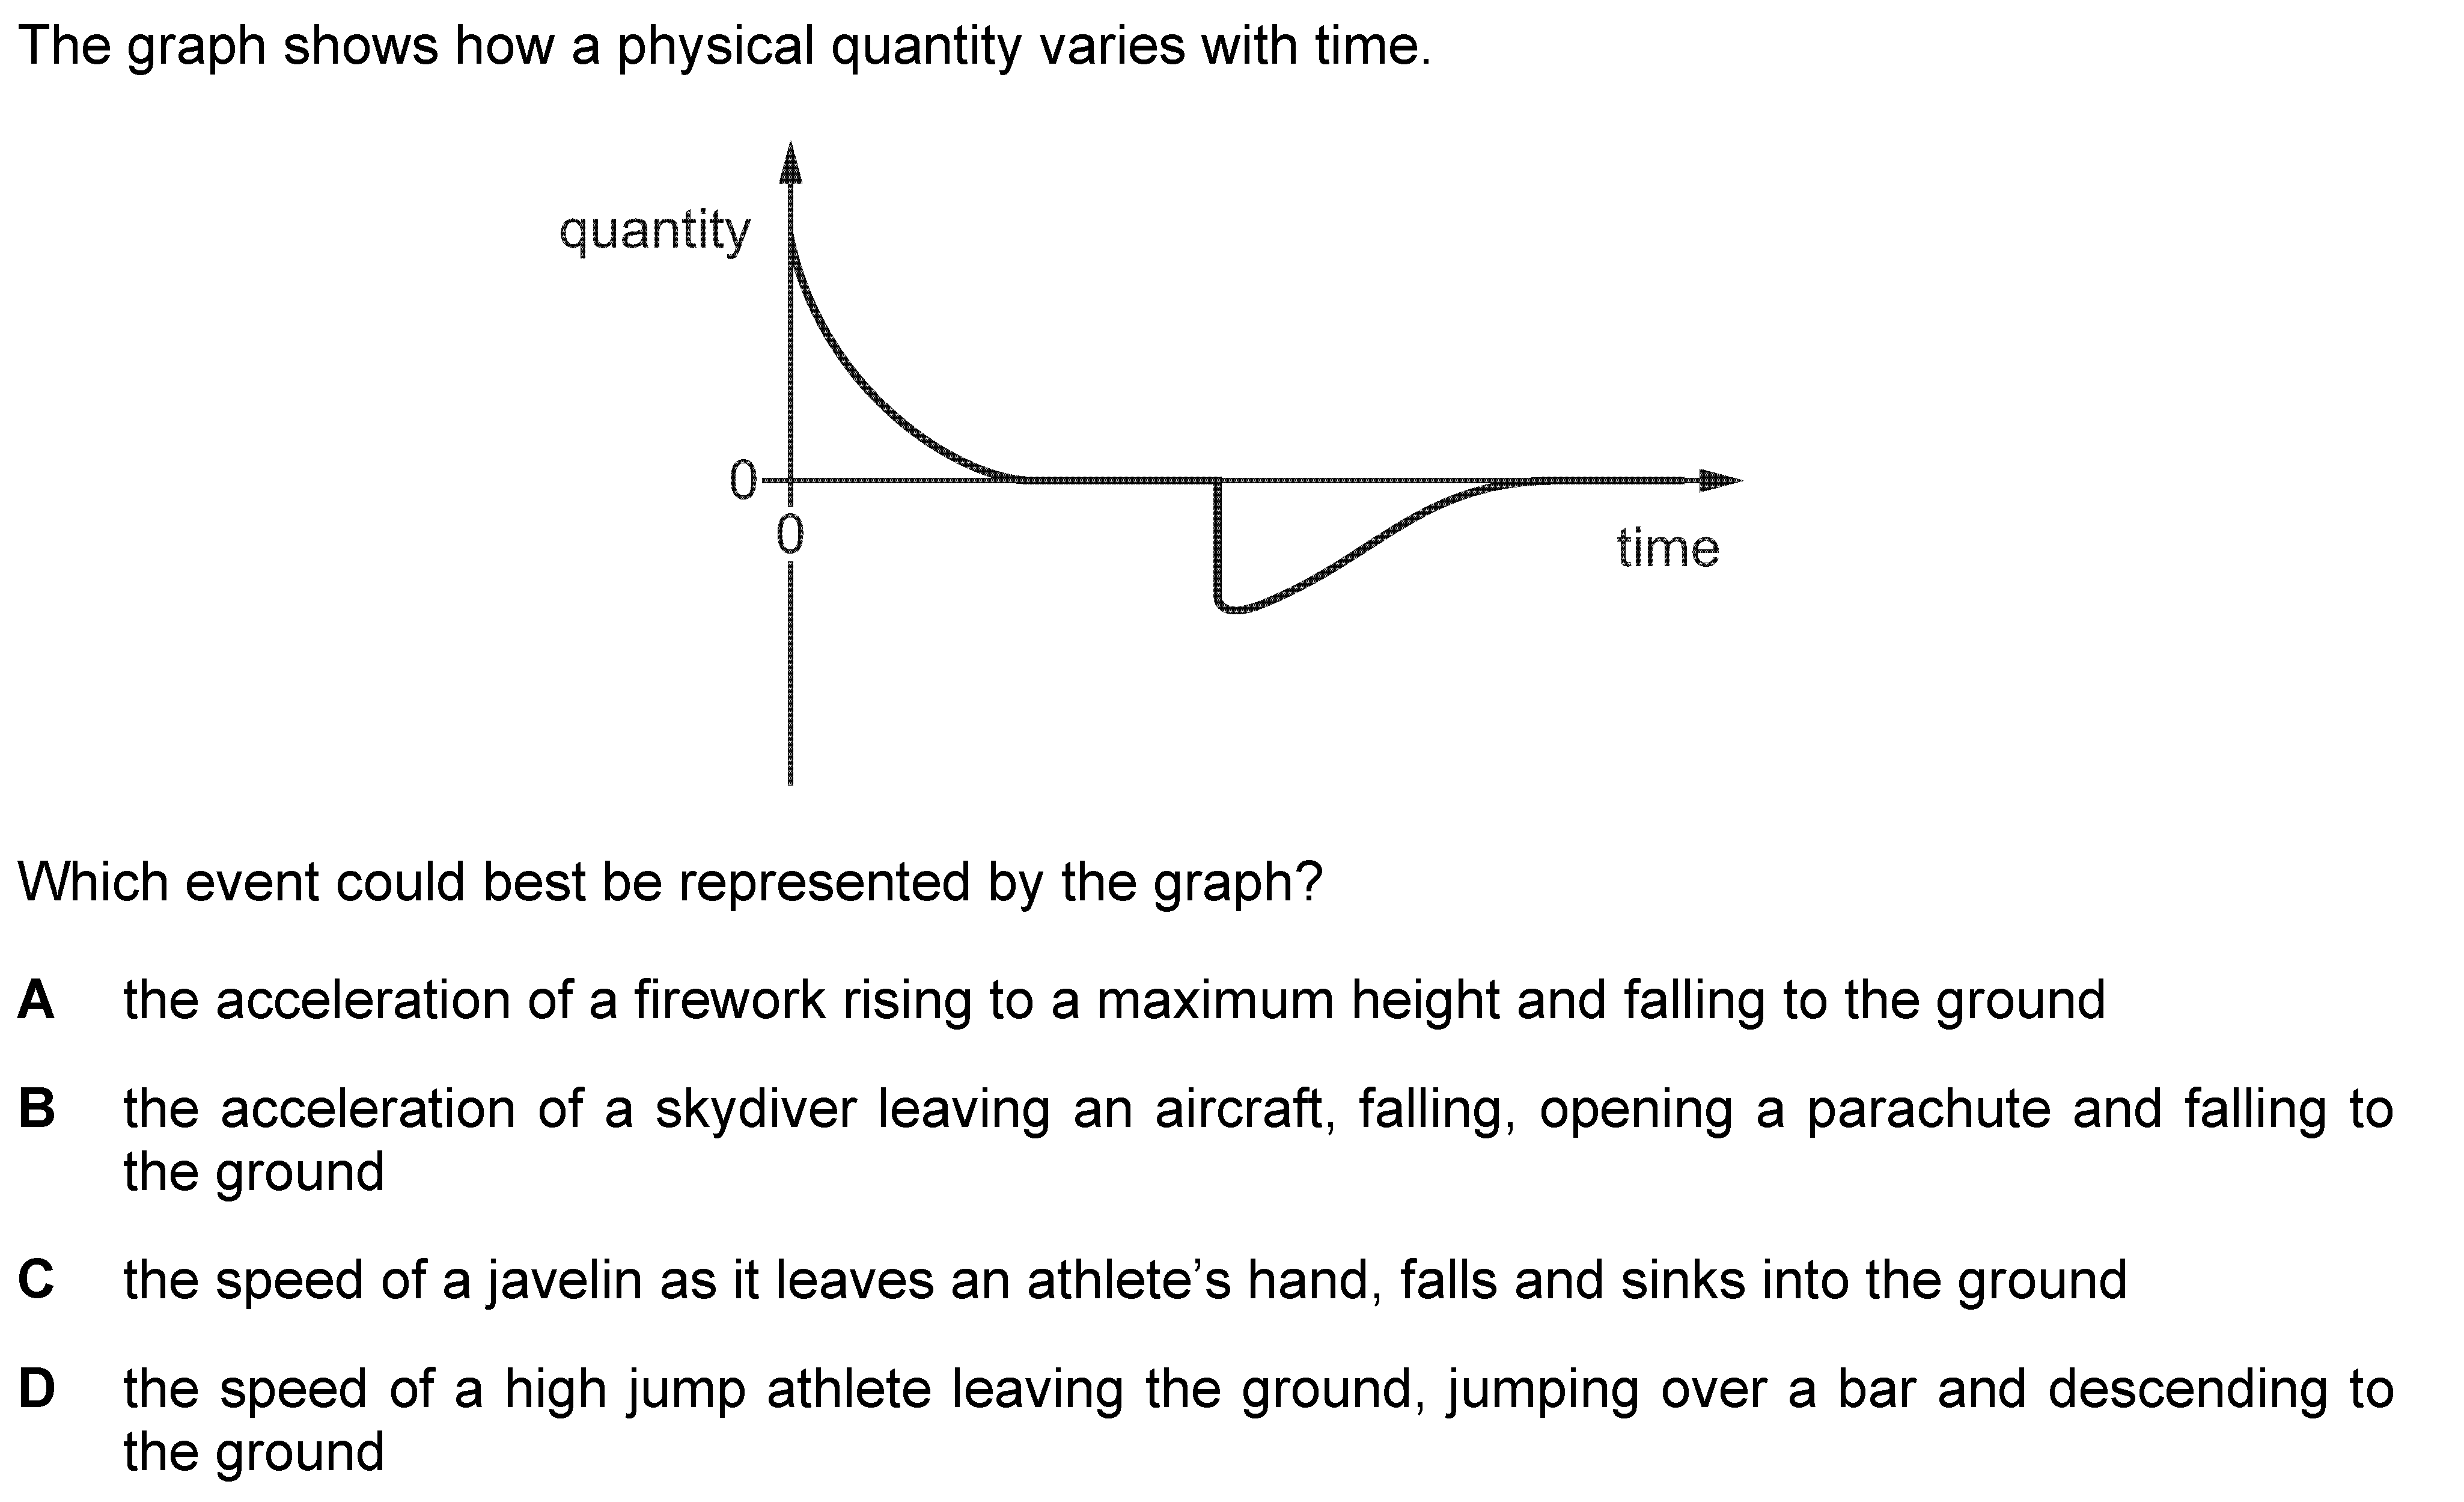 The graph shows how a physical quantity varies with time.
quantity
0
0
time
Which event could best be represented by the graph?
A the acceleration of a firework rising to a maximum height and falling to the ground
B the acceleration of a skydiver leaving an aircraft, falling, opening a parachute and falling to
the ground
C the speed of a javelin as it leaves an athlete’s hand, falls and sinks into the ground
D the speed of a high jump athlete leaving the ground, jumping over a bar and descending to
the ground